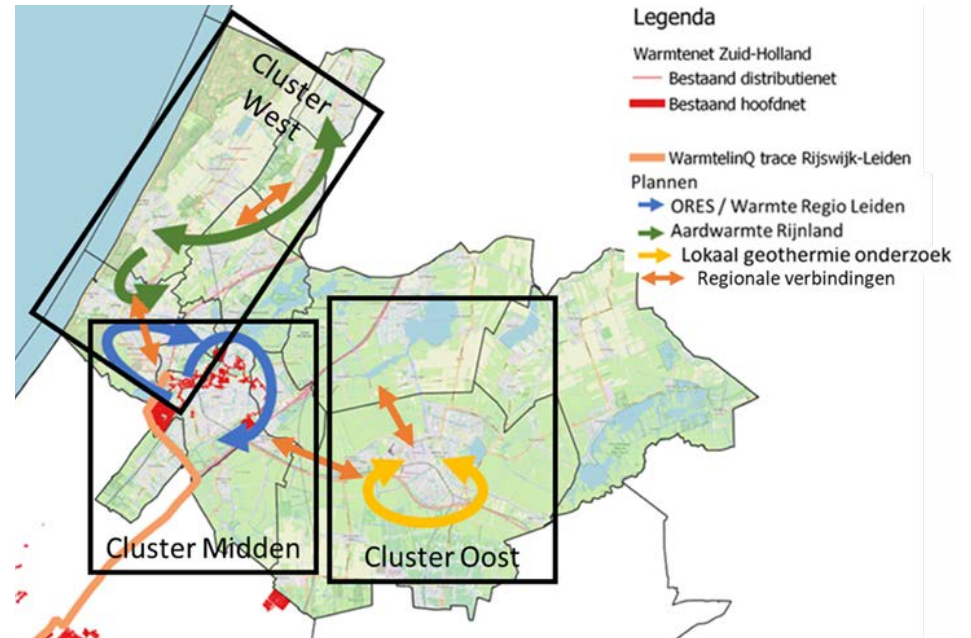 Legenda
Warmtenet Zuid-Holland
Bestaand distributienet
Bestaand hoofdnet
WarmtelinQ trace Rijswijk-Leiden
Plannen
ORES / Warmte Regio Leiden
Aardwarmte Rijnland
Lokaal geothermie onderzoek
Regionale verbindingen
Cluster
West
Cluster Midden
Cluster Oost